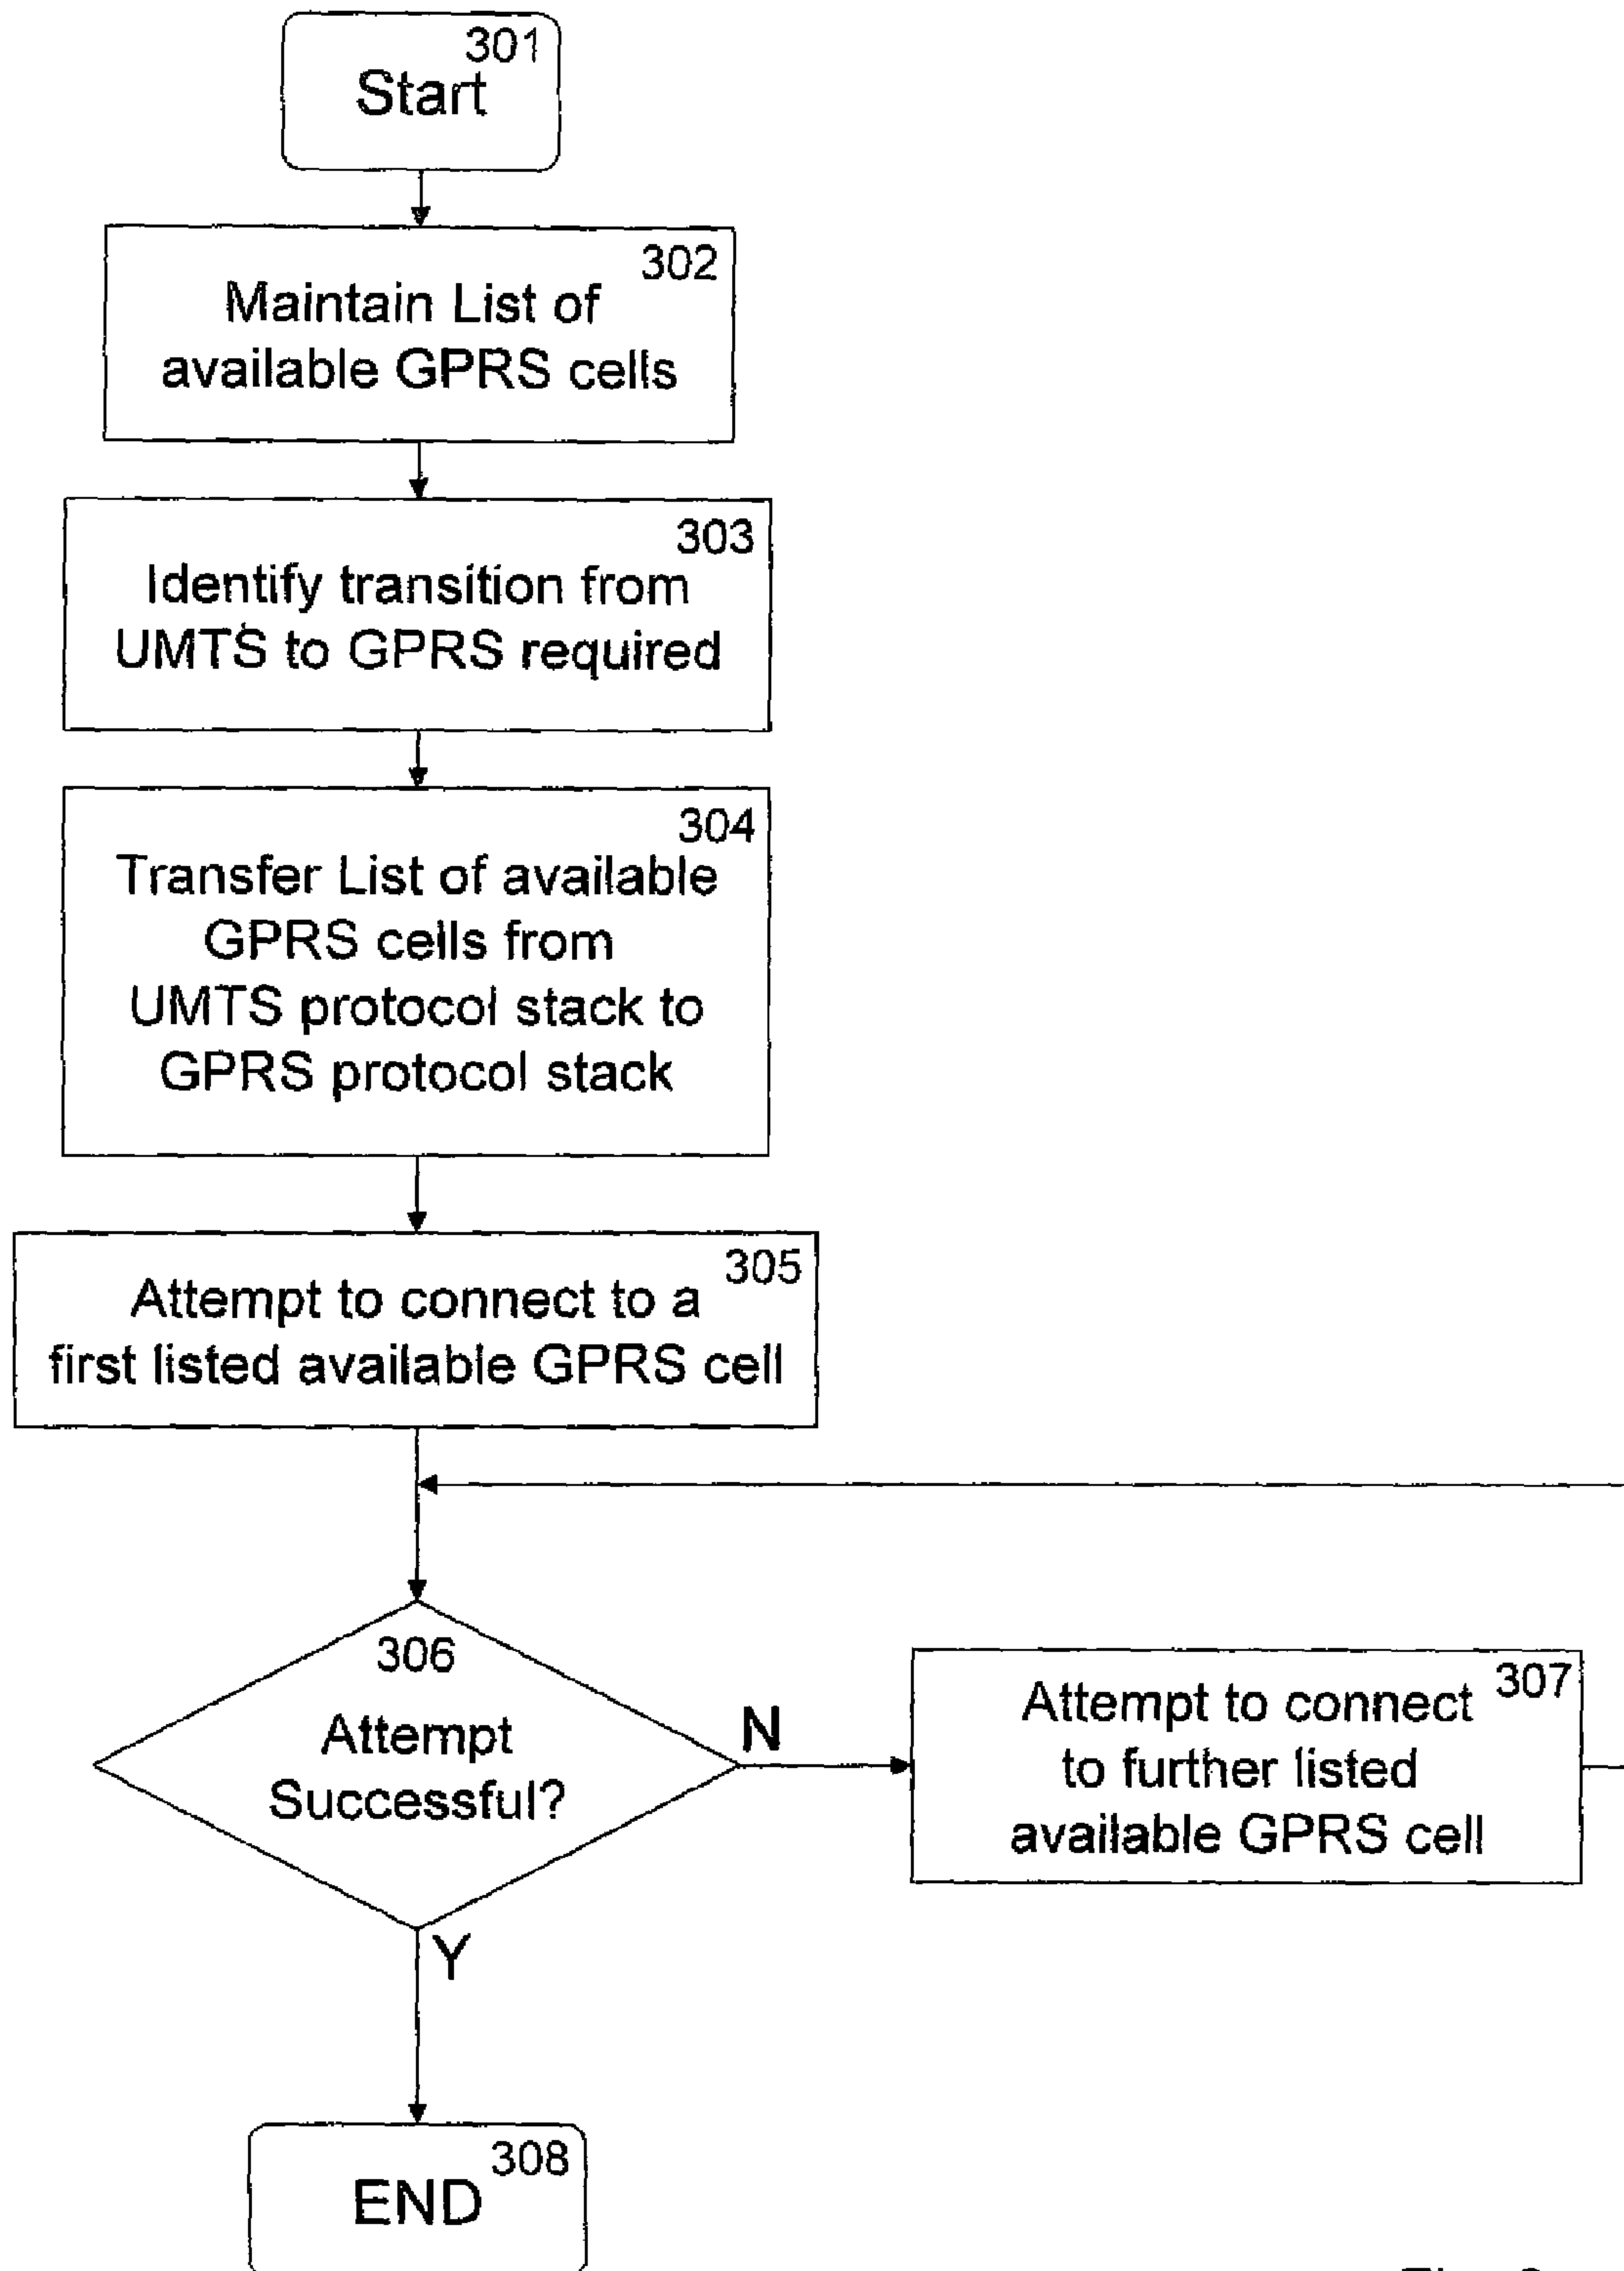 301
Start
302
Maintain List of
available GPRS cells
303
Identify transition from
UMTS to GPRS required
304
Transfer List of available
GPRS cells from
UMTS protocol stack to
GPRS protocol stack
305
Attempt to connect to a
first listed available GPRS cell
306
Attempt
Successful?
N
307
Attempt to connect
to further listed
available GPRS cell
Y
308
END